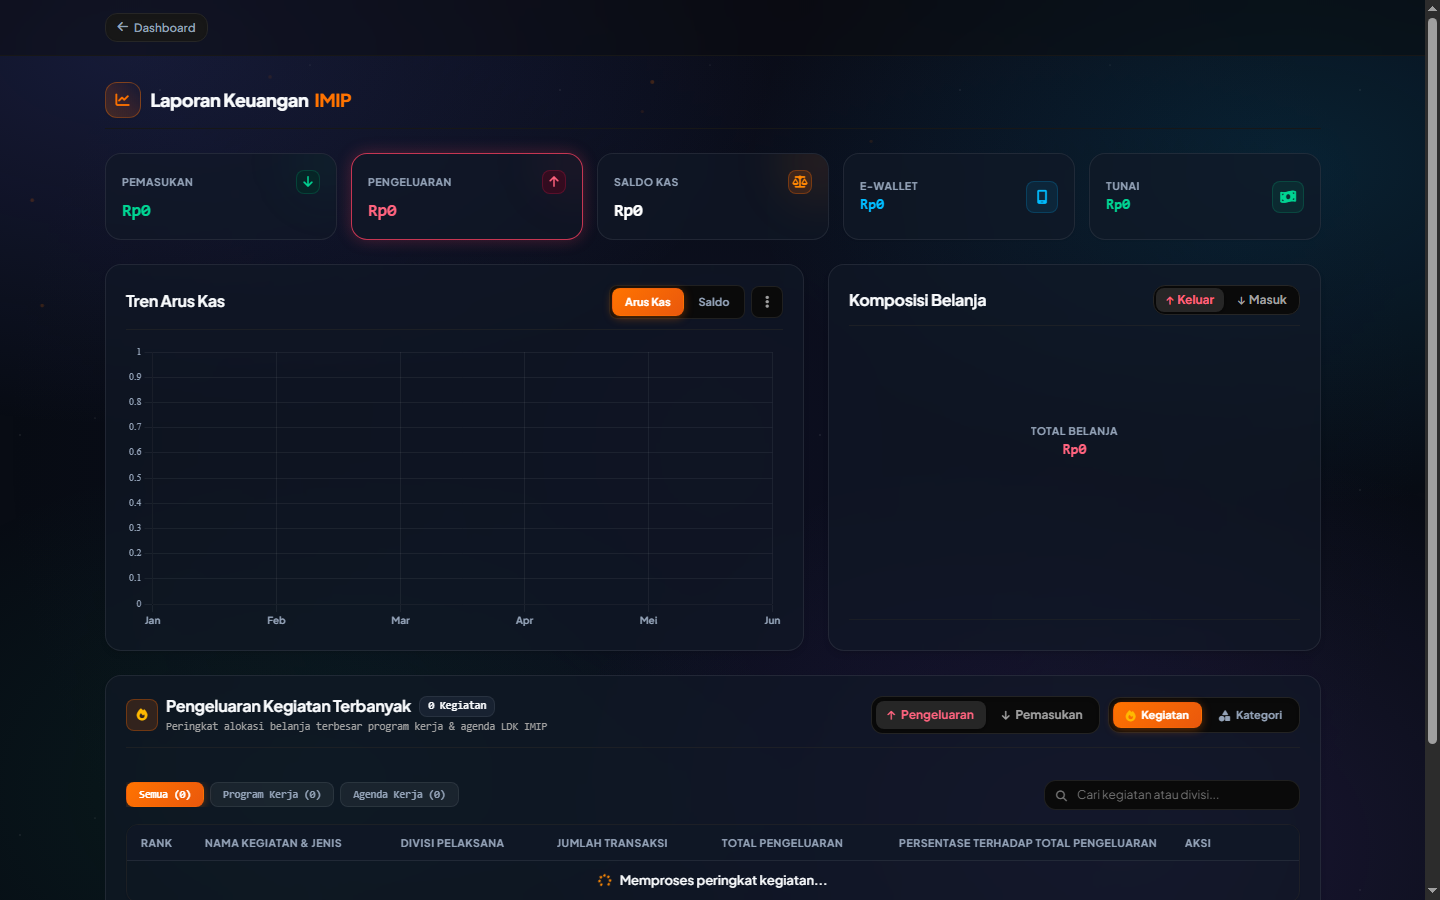 Dashboard
Laporan Keuangan IMIP
PEMASUKAN
Rp0
PENGELUARAN
Rp0
SALDO KAS
Rp0
E-WALLET
Rp0
TUNAI
Rp0
Tren Arus Kas
Arus Kas
Saldo
1
0.9
0.8
0.7
0.6
0.5
0.4
0.3
0.2
0.1
0
Jan Feb Mar Apr Mei Jun
Komposisi Belanja
Keluar
Masuk
TOTAL BELANJA
Rp0
Pengeluaran Kegiatan Terbanyak
0 Kegiatan
Peringkat alokasi belanja terbesar program kerja & agenda LDK IMIP
Pengeluaran
Pemasukan
Kegiatan
Kategori
Semua (0)
Program Kerja (0)
Agenda Kerja (0)
Cari kegiatan atau divisi...
RANK NAMA KEGIATAN & JENIS DIVISI PELAKSANA JUMLAH TRANSAKSI TOTAL PENGELUARAN PERSENTASE TERHADAP TOTAL PENGELUARAN AKSI
Memproses peringkat kegiatan...